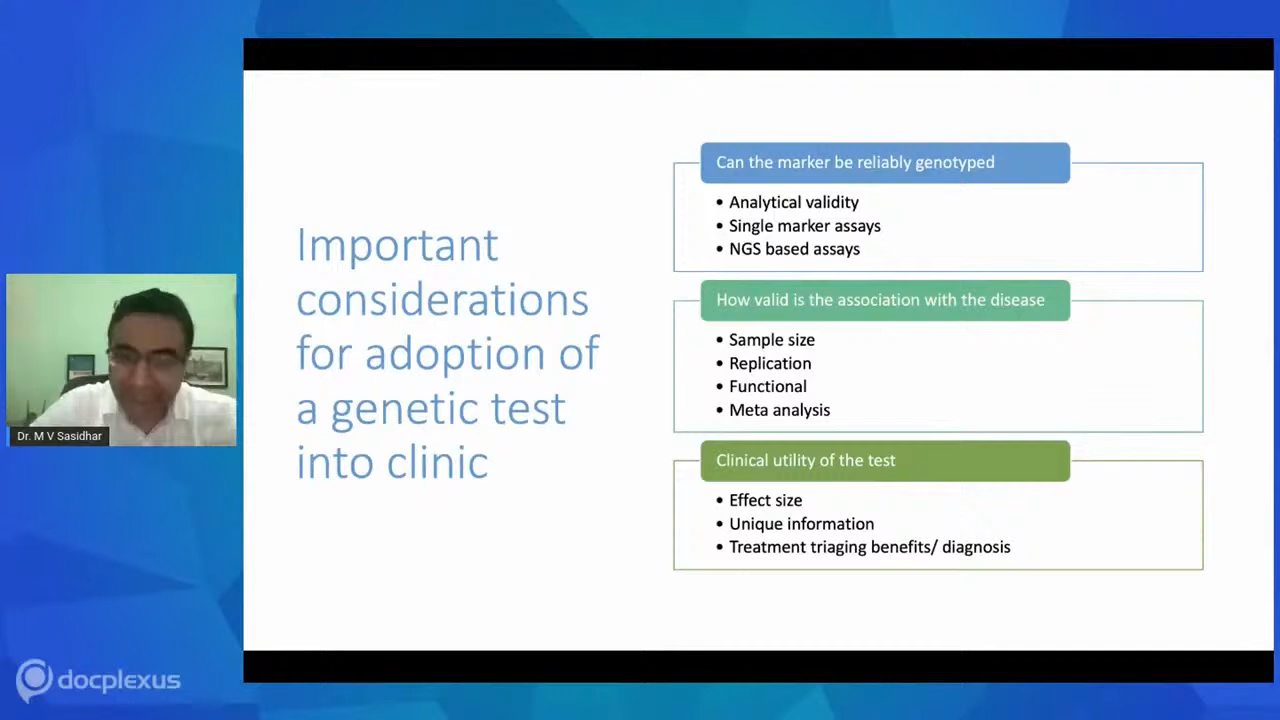 Important
considerations
for adoption of
a genetic test
into clinic
Can the marker be reliably genotyped
• Analytical validity
• Single marker assays
• NGS based assays
How valid is the association with the disease
• Sample size
• Replication
• Functional
• Meta analysis
Clinical utility of the test
• Effect size
• Unique information
• Treatment triaging benefits/ diagnosis
Dr. M V Sasidhar
docplexus